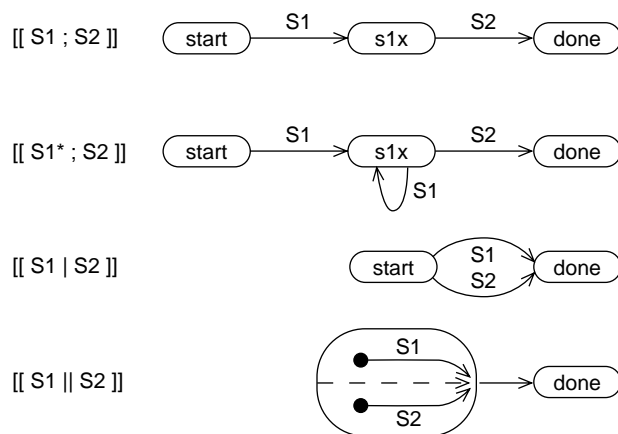 [[ S1 ; S2 ]] start S1 s1x S2 done
[[ S1* ; S2 ]] start S1 s1x S2 done
S1
[[ S1 | S2 ]] start S1 S2 done
[[ S1 || S2 ]] S1 S2 done